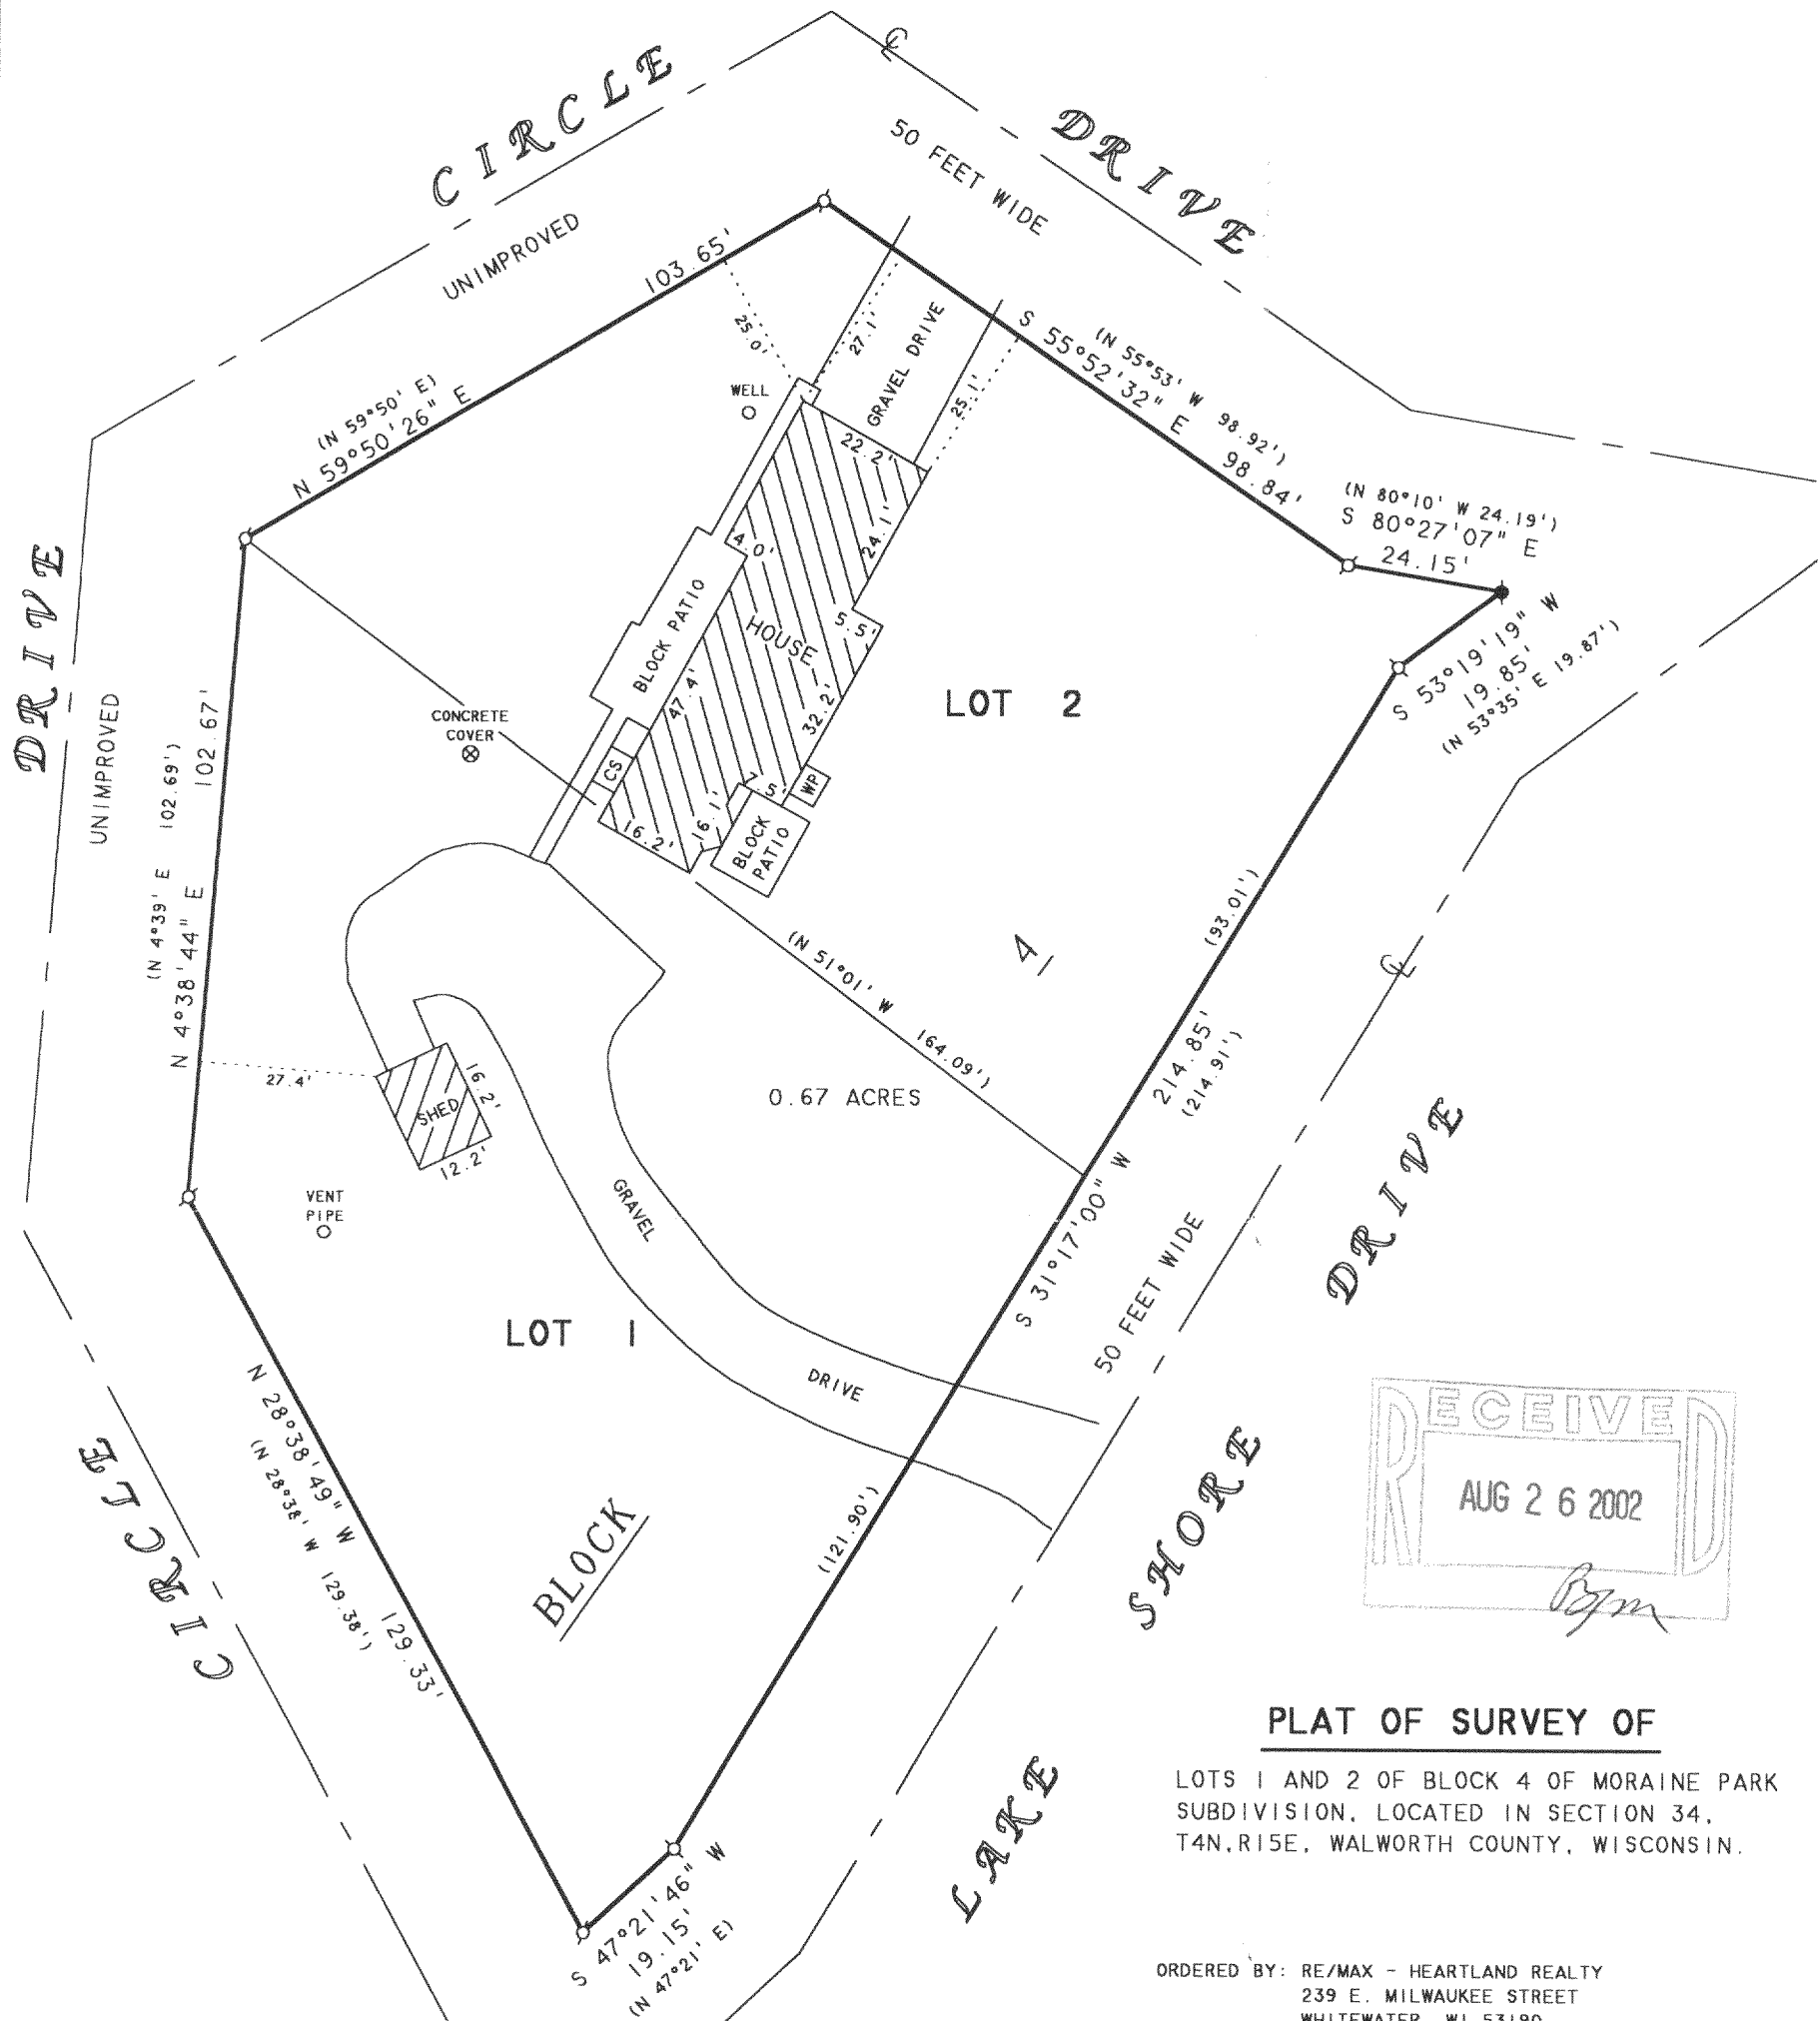 CIRCLE
DRIVE
50 FEET WIDE
UNIMPROVED
103.65'
(N 59°50' E)
N 59°50'26" E
25.0'
27.1'
GRAVEL DRIVE
25.1'
WELL
S 55°52'32" E 98.84'
(N 55°53' W 98.92')
(N 80°10' W 24.19')
S 80°27'07" E
24.15'
S 53°19'19" W
19.85'
(N 53°35' E 19.87')
22.2'
24.1'
4.0'
5.5'
HOUSE
BLOCK PATIO
47.4'
32.2'
CS
16.2'
16.1'
7.5'
WP
BLOCK
PATIO
LOT 2
DRIVE
UNIMPROVED
CONCRETE
COVER
(N 4°39' E 102.69')
N 4°38'44" E 102.67'
(93.01')
4
(N 51°01' W 164.09')
0.67 ACRES
214.85'
(214.91')
S 31°17'00" W
27.4'
SHED
16.2'
12.2'
VENT
PIPE
GRAVEL
DRIVE
50 FEET WIDE
LOT 1
N 28°38'49" W 129.33'
(N 28°38' W 129.38')
CIRCLE
BLOCK
(121.90')
LAKE SHORE DRIVE
S 47°21'46" W
19.15'
(N 47°21' E)
RECEIVED
AUG 26 2002
PLAT OF SURVEY OF
LOTS 1 AND 2 OF BLOCK 4 OF MORAINE PARK
SUBDIVISION, LOCATED IN SECTION 34,
T4N,R15E, WALWORTH COUNTY, WISCONSIN.
ORDERED BY: RE/MAX - HEARTLAND REALTY
239 E. MILWAUKEE STREET
WHITEWATER, WI 53190